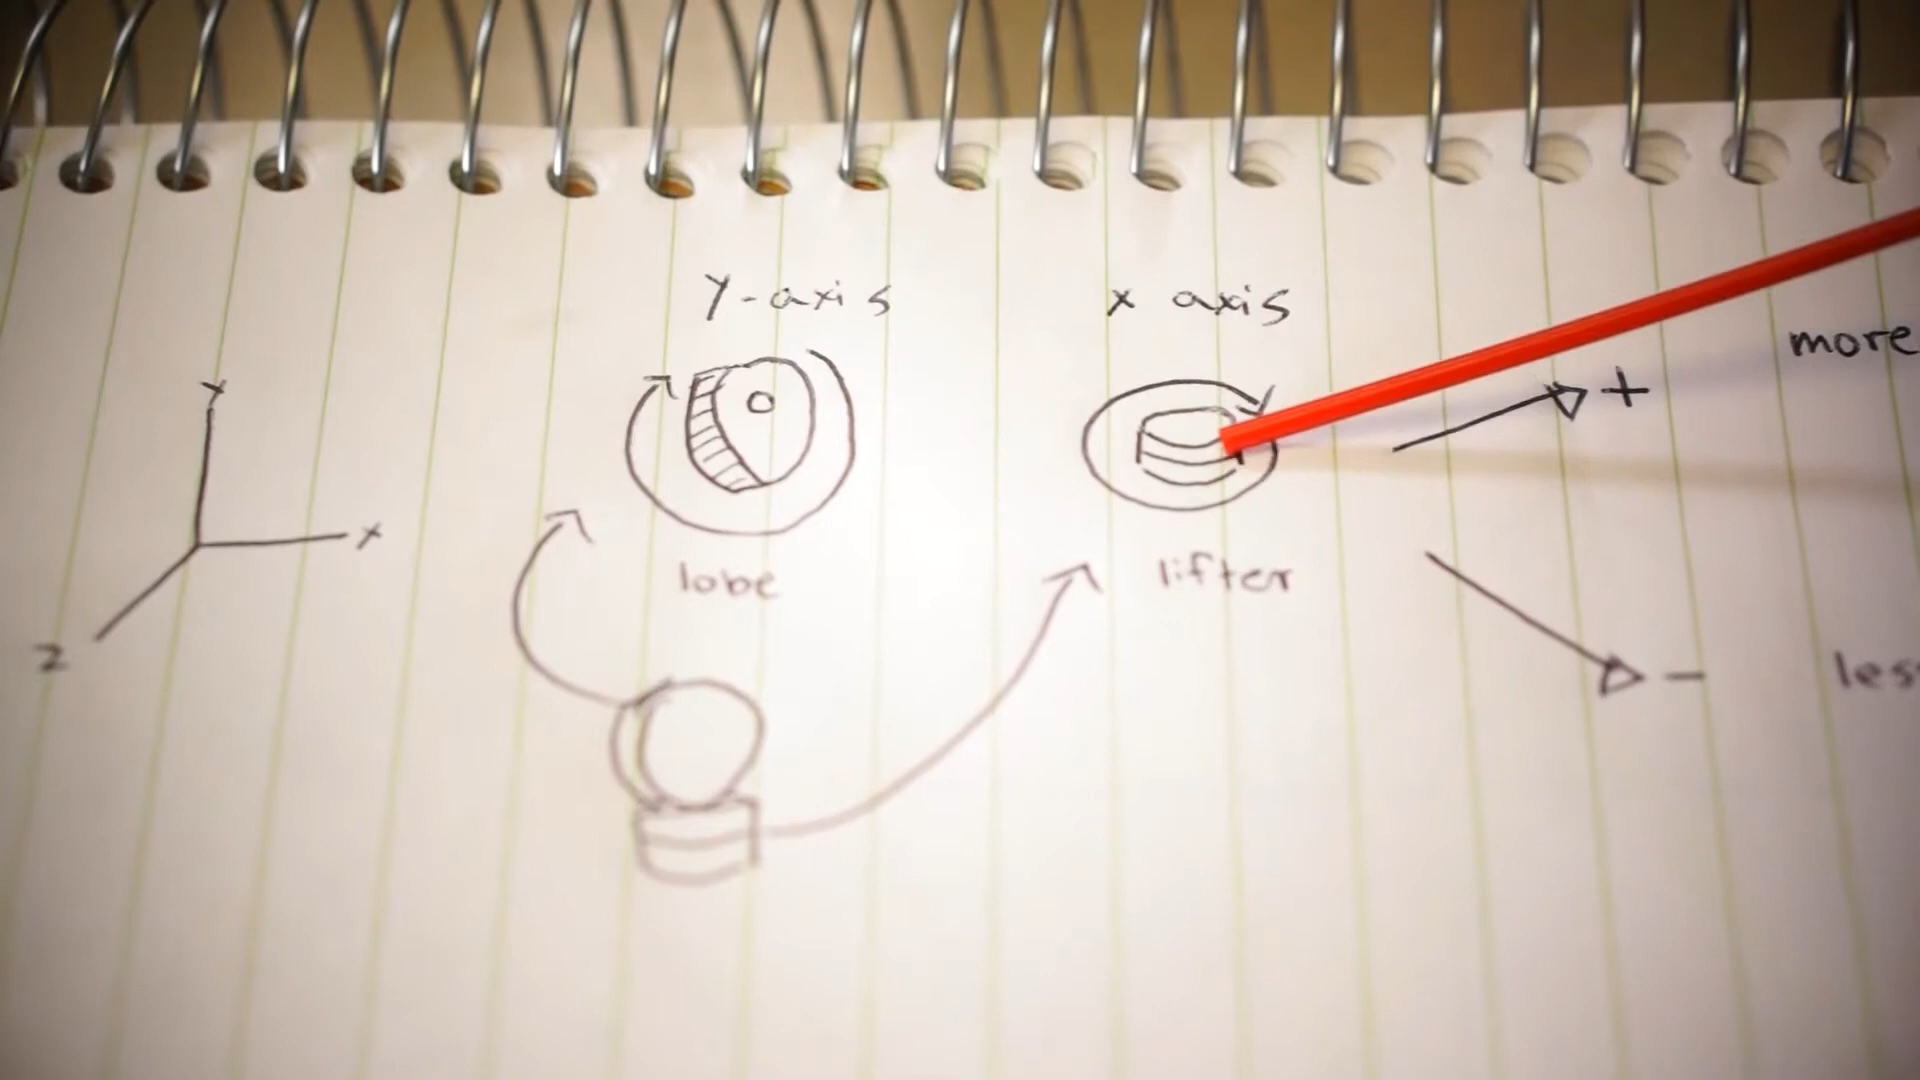 Y-axis
x axis
more
+
Y
x
z
lobe
lifter
-